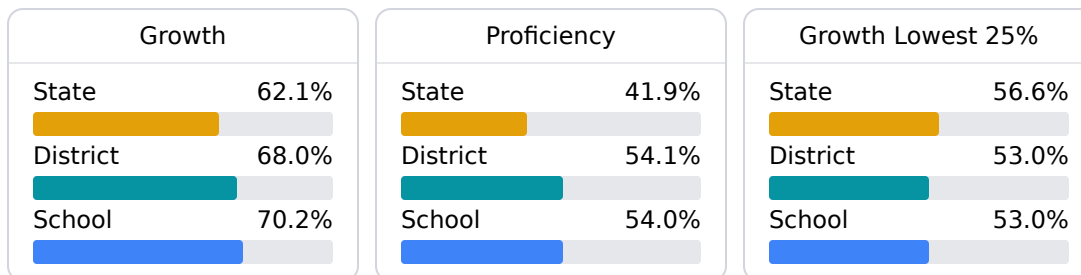 Growth
State 62.1%
District 68.0%
School 70.2%
Proficiency
State 41.9%
District 54.1%
School 54.0%
Growth Lowest 25%
State 56.6%
District 53.0%
School 53.0%